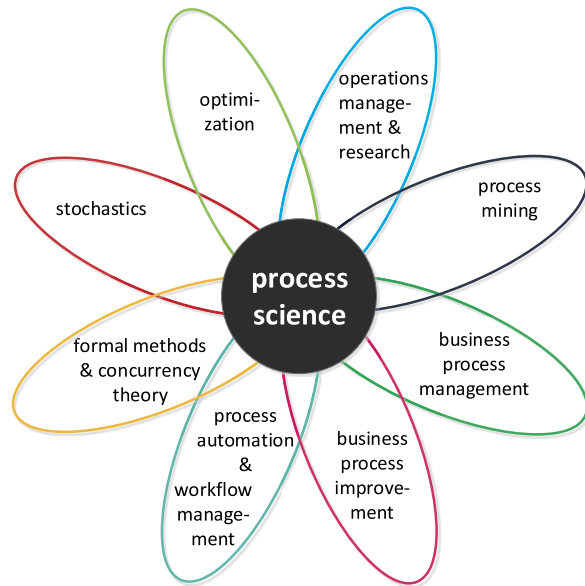 optimi-
zation
operations
manage-
ment &
research
process
mining
stochastics
process
science
business
process
management
formal methods
& concurrency
theory
process
automation
&
workflow
manage-
ment
business
process
improve-
ment